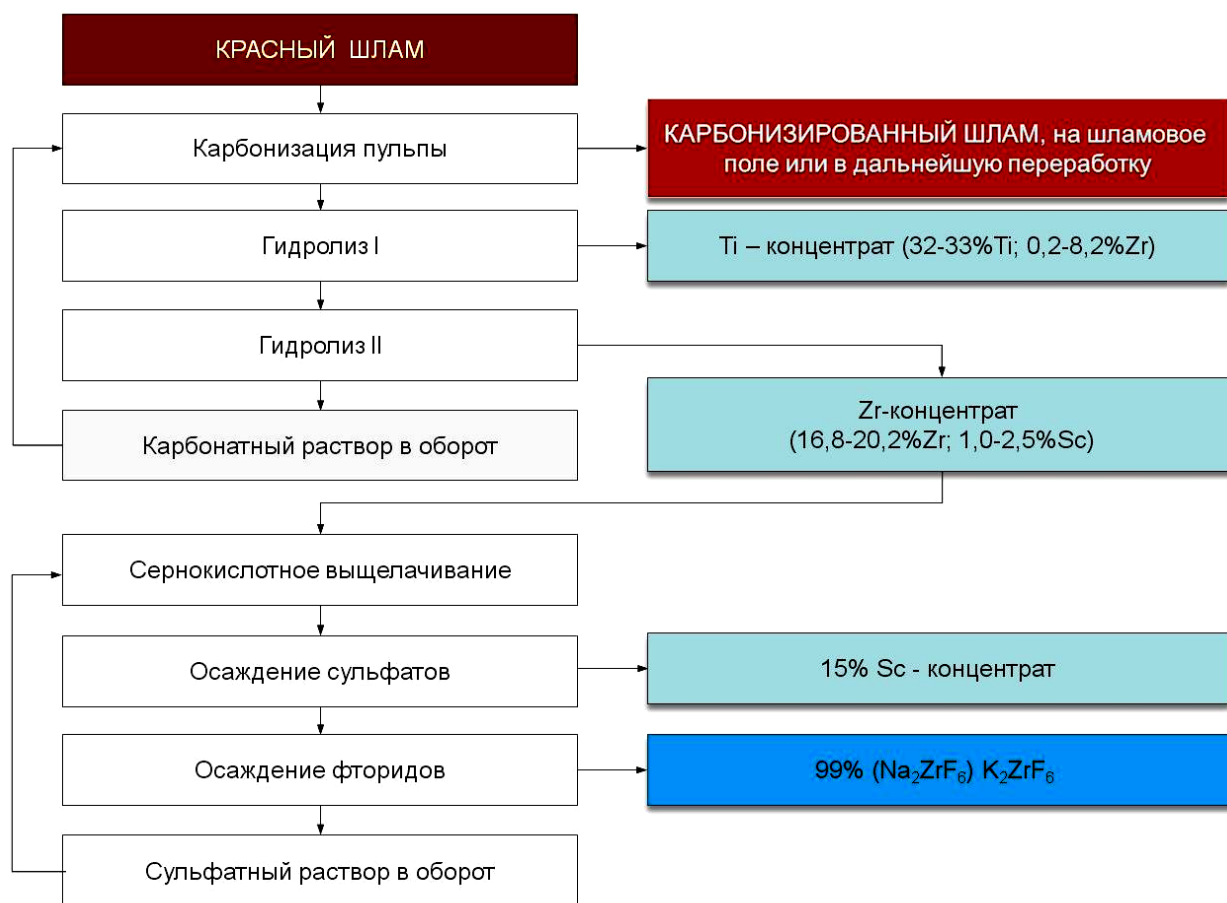 КРАСНЫЙ ШЛАМ
Карбонизация пульпы
КАРБОНИЗИРОВАННЫЙ ШЛАМ, на шламовое
поле или в дальнейшую переработку
Гидролиз I
Ti – концентрат (32-33%Ti; 0,2-8,2%Zr)
Гидролиз II
Zr-концентрат
(16,8-20,2%Zr; 1,0-2,5%Sc)
Карбонатный раствор в оборот
Сернокислотное выщелачивание
Осаждение сульфатов
15% Sc - концентрат
Осаждение фторидов
99% (Na₂ZrF₆) K₂ZrF₆
Сульфатный раствор в оборот